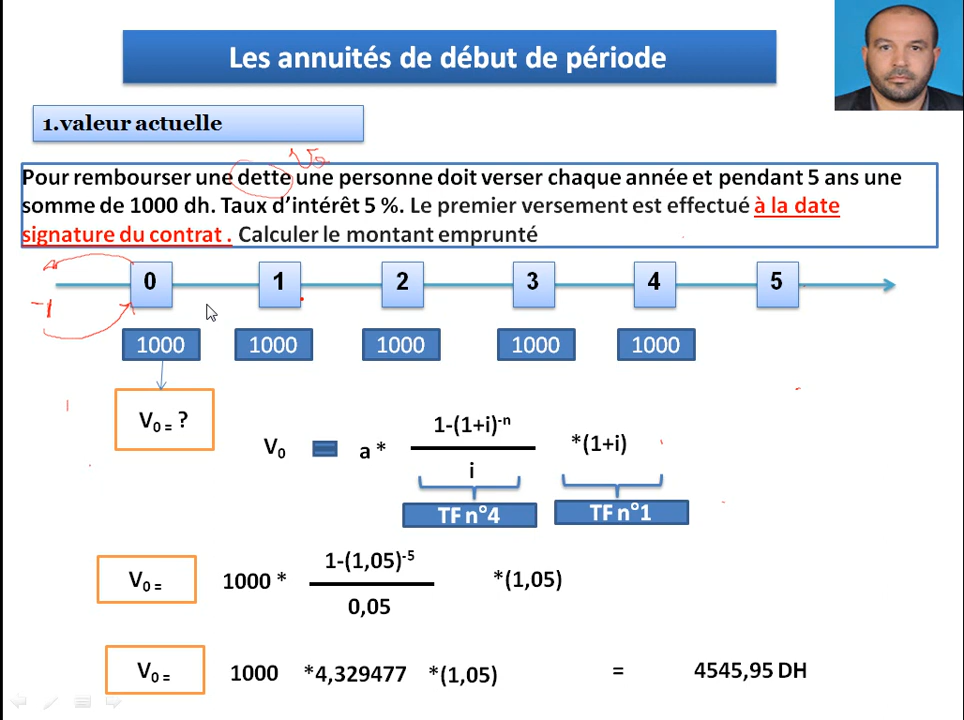 Les annuités de début de période
1.valeur actuelle
V₀
Pour rembourser une dette une personne doit verser chaque année et pendant 5 ans une
somme de 1000 dh. Taux d'intérêt 5 %. Le premier versement est effectué à la date
signature du contrat . Calculer le montant emprunté
0 1 2 3 4 5
-1
1000 1000 1000 1000 1000
V₀ = ?
V₀ = a * 1-(1+i)⁻ⁿ *(1+i)
i
TF n°4 TF n°1
V₀ = 1000 * 1-(1,05)⁻⁵ *(1,05)
0,05
V₀ = 1000 *4,329477 *(1,05) = 4545,95 DH